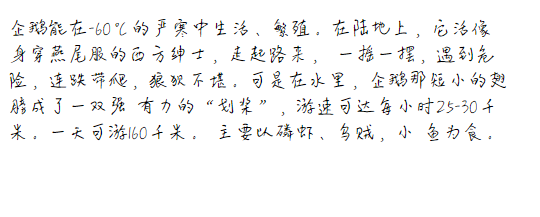 企鹅能在-60℃的严寒中生活、繁殖。在陆地上，它活像
身穿燕尾服的西方绅士，走起路来，一摇一摆，遇到危
险，连跌带爬，狼狈不堪。可是在水里，企鹅那短小的翅
膀成了一双强有力的“划桨”，游速可达每小时25-30千
米。一天可游160千米。主要以磷虾、乌贼，小鱼为食。